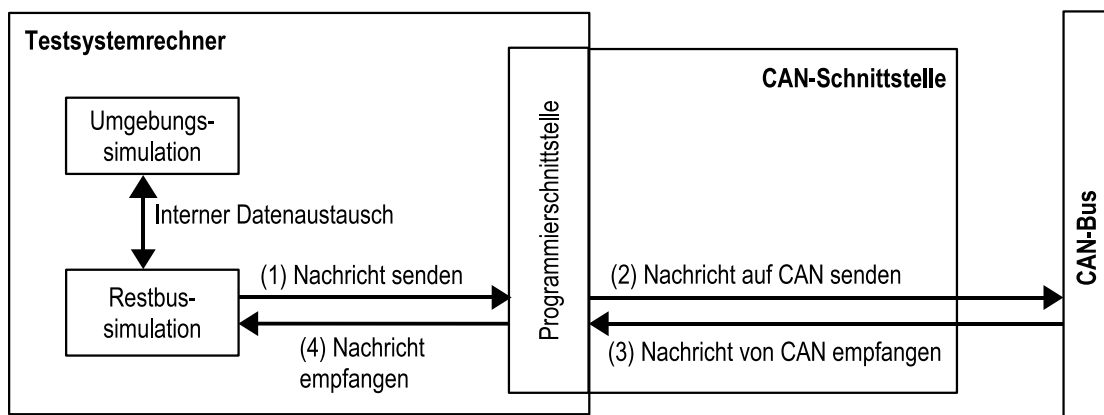 Testsystemrechner
CAN-Schnittstelle
Umgebungs-
simulation
Programmierschnittstelle
CAN-Bus
Interner Datenaustausch
(1) Nachricht senden
(2) Nachricht auf CAN senden
Restbus-
simulation
(4) Nachricht
empfangen
(3) Nachricht von CAN empfangen